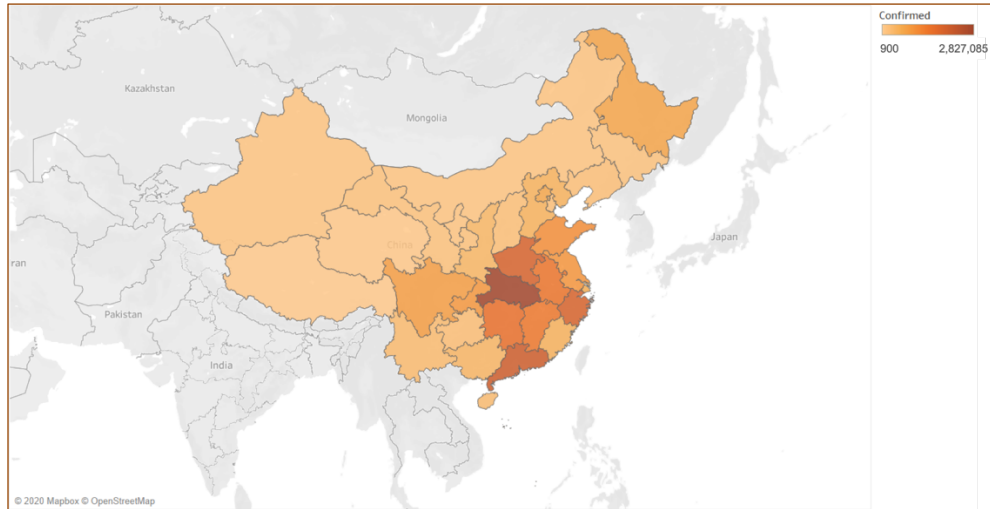 Confirmed
900 2,827,085
Kazakhstan
Mongolia
China
Japan
ran
Pakistan
India
© 2020 Mapbox © OpenStreetMap